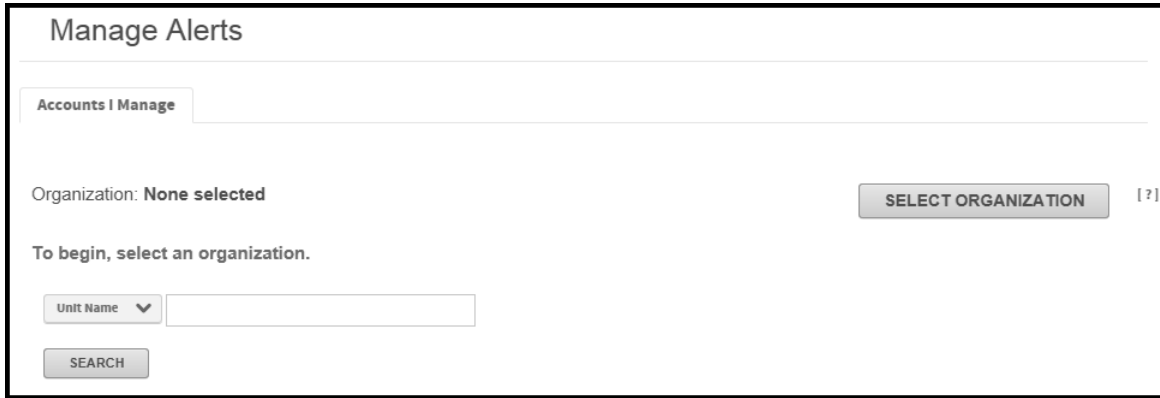 Manage Alerts
Accounts I Manage
Organization: None selected
SELECT ORGANIZATION
[?]
To begin, select an organization.
Unit Name
SEARCH